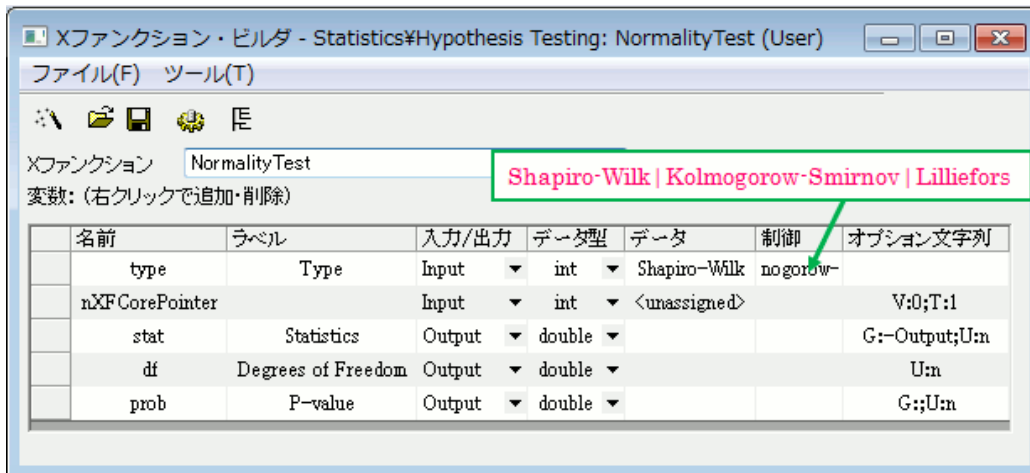 Xファンクション・ビルダ - Statistics¥Hypothesis Testing: NormalityTest (User)
ファイル(F) ツール(T)
Xファンクション NormalityTest
Shapiro-Wilk | Kolmogorow-Smirnov | Lilliefors
変数: (右クリックで追加・削除)
名前 ラベル 入力/出力 データ型 データ 制御 オプション文字列
type Type Input int Shapiro-Wilk nogorow-
nXFCorePointer Input int <unassigned> V:0;T:1
stat Statistics Output double G:-Output;U:n
df Degrees of Freedom Output double U:n
prob P-value Output double G:;U:n